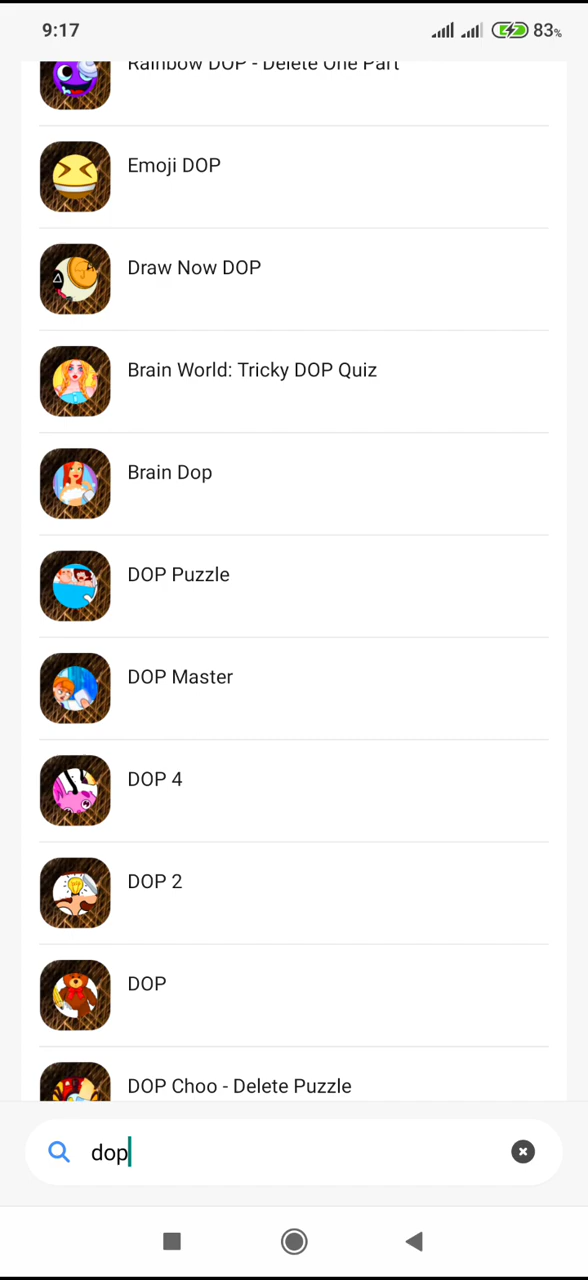 9:17
83%
Rainbow DOP - Delete One Part
Emoji DOP
Draw Now DOP
Brain World: Tricky DOP Quiz
Brain Dop
DOP Puzzle
DOP Master
DOP 4
DOP 2
DOP
DOP Choo - Delete Puzzle
dop